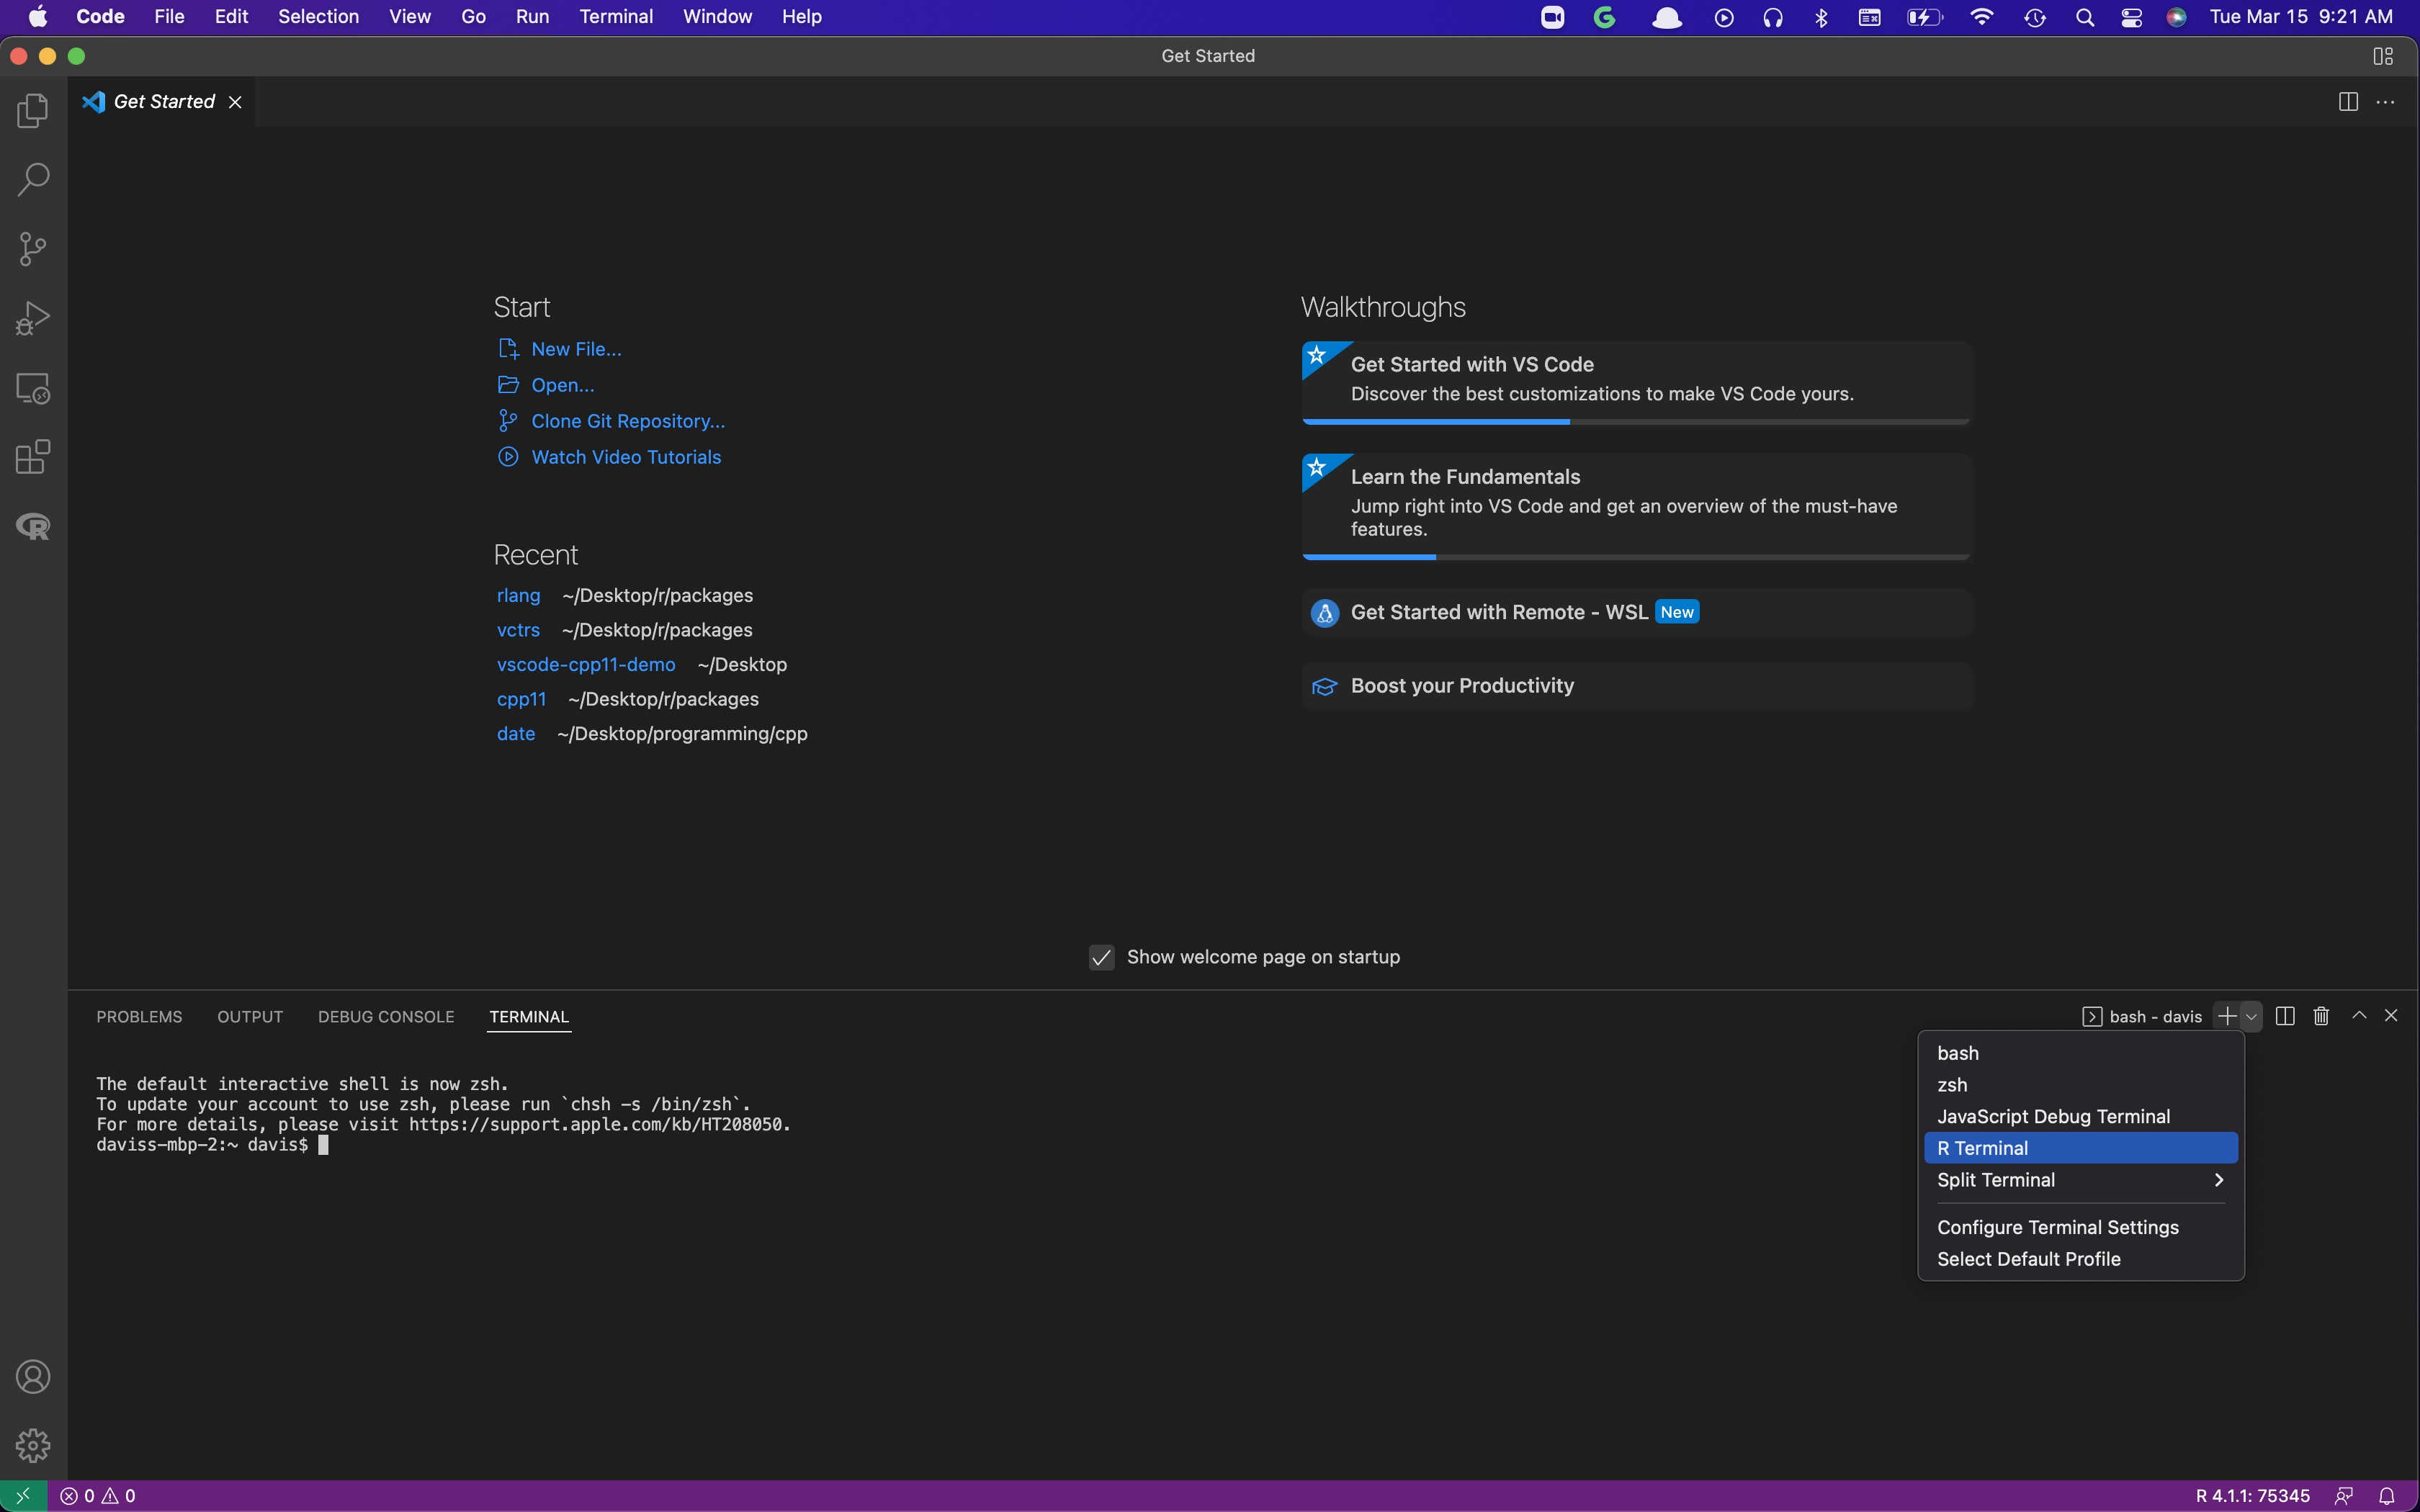 Code File Edit Selection View Go Run Terminal Window Help Tue Mar 15 9:21 AM
Get Started
Get Started
Start
New File...
Open...
Clone Git Repository...
Watch Video Tutorials
Recent
rlang ~/Desktop/r/packages
vctrs ~/Desktop/r/packages
vscode-cpp11-demo ~/Desktop
cpp11 ~/Desktop/r/packages
date ~/Desktop/programming/cpp
Walkthroughs
Get Started with VS Code
Discover the best customizations to make VS Code yours.
Learn the Fundamentals
Jump right into VS Code and get an overview of the must-have
features.
Get Started with Remote - WSL New
Boost your Productivity
Show welcome page on startup
PROBLEMS OUTPUT DEBUG CONSOLE TERMINAL bash - davis
The default interactive shell is now zsh.
To update your account to use zsh, please run `chsh -s /bin/zsh`.
For more details, please visit https://support.apple.com/kb/HT208050.
daviss-mbp-2:~ davis$
bash
zsh
JavaScript Debug Terminal
R Terminal
Split Terminal
Configure Terminal Settings
Select Default Profile
0 0 R 4.1.1: 75345